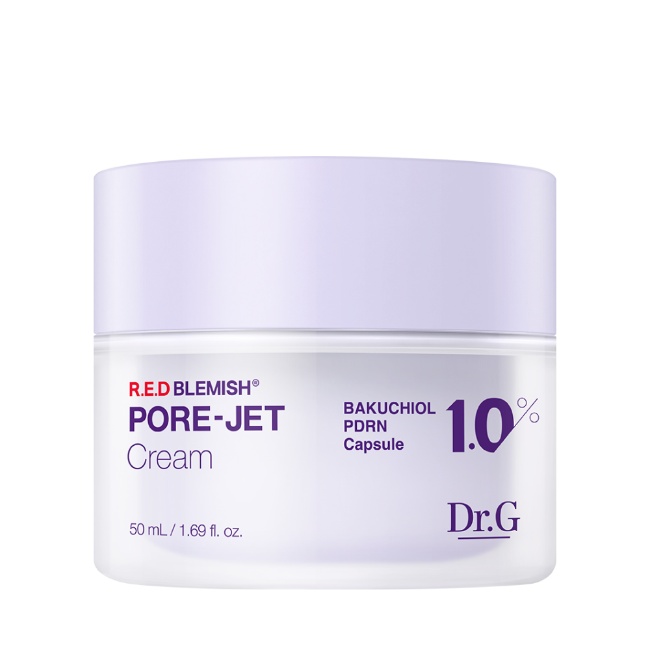 R.E.D BLEMISH®
PORE-JET
Cream
50 mL / 1.69 fl. oz.
BAKUCHIOL
PDRN
Capsule
1.0%
Dr.G